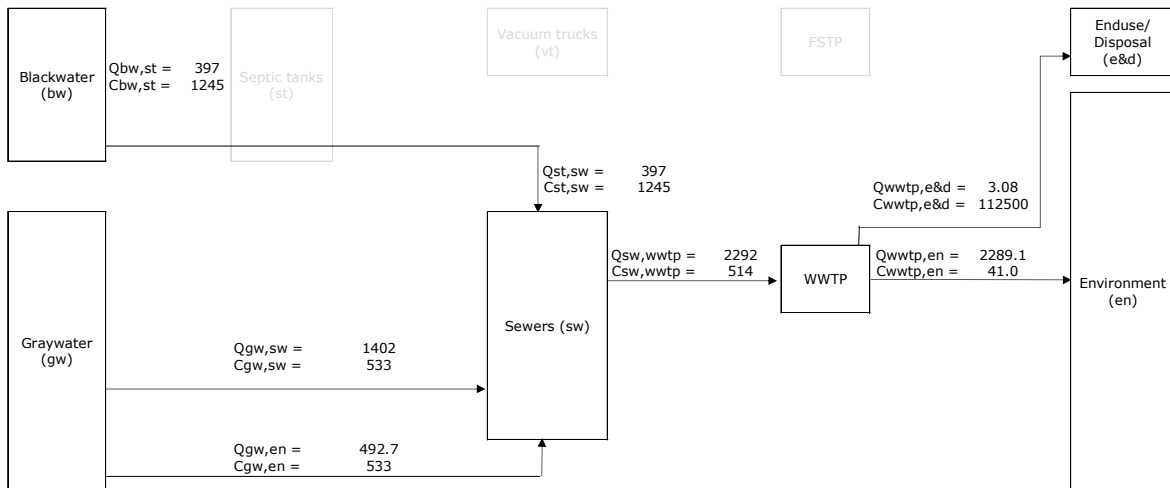 Blackwater
(bw)
Qbw,st = 397
Cbw,st = 1245
Septic tanks
(st)
Vacuum trucks
(vt)
FSTP
Enduse/
Disposal
(e&d)
Qst,sw = 397
Cst,sw = 1245
Qwwtp,e&d = 3.08
Cwwtp,e&d = 112500
Graywater
(gw)
Qgw,sw = 1402
Cgw,sw = 533
Qgw,en = 492.7
Cgw,en = 533
Sewers (sw)
Qsw,wwtp = 2292
Csw,wwtp = 514
WWTP
Qwwtp,en = 2289.1
Cwwtp,en = 41.0
Environment
(en)